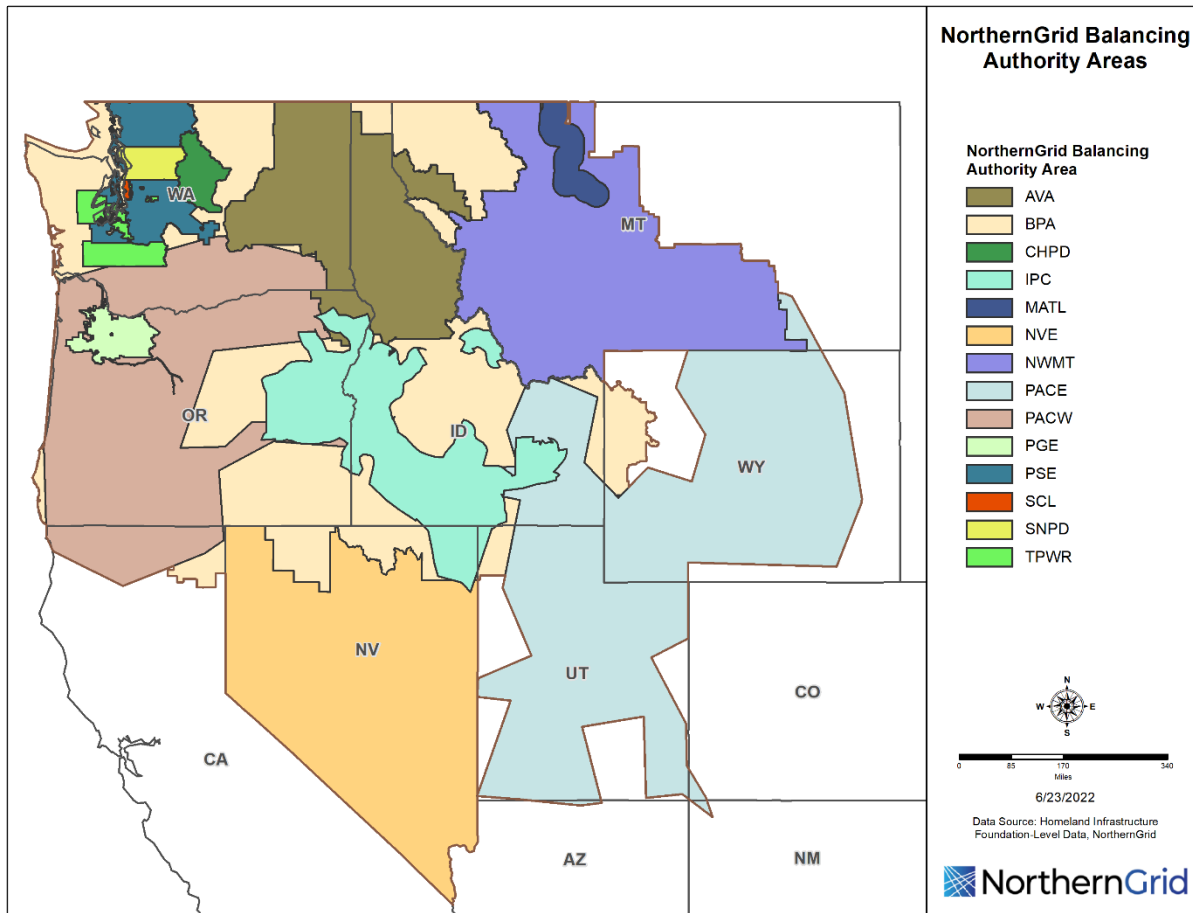 NorthernGrid Balancing
Authority Areas
NorthernGrid Balancing
Authority Area
AVA
BPA
CHPD
IPC
MATL
NVE
NWMT
PACE
PACW
PGE
PSE
SCL
SNPD
TPWR
WA
MT
OR
ID
WY
NV
UT
CO
CA
AZ
NM
N
W E
S
0 85 170 340
Miles
6/23/2022
Data Source: Homeland Infrastructure
Foundation-Level Data, NorthernGrid
NorthernGrid